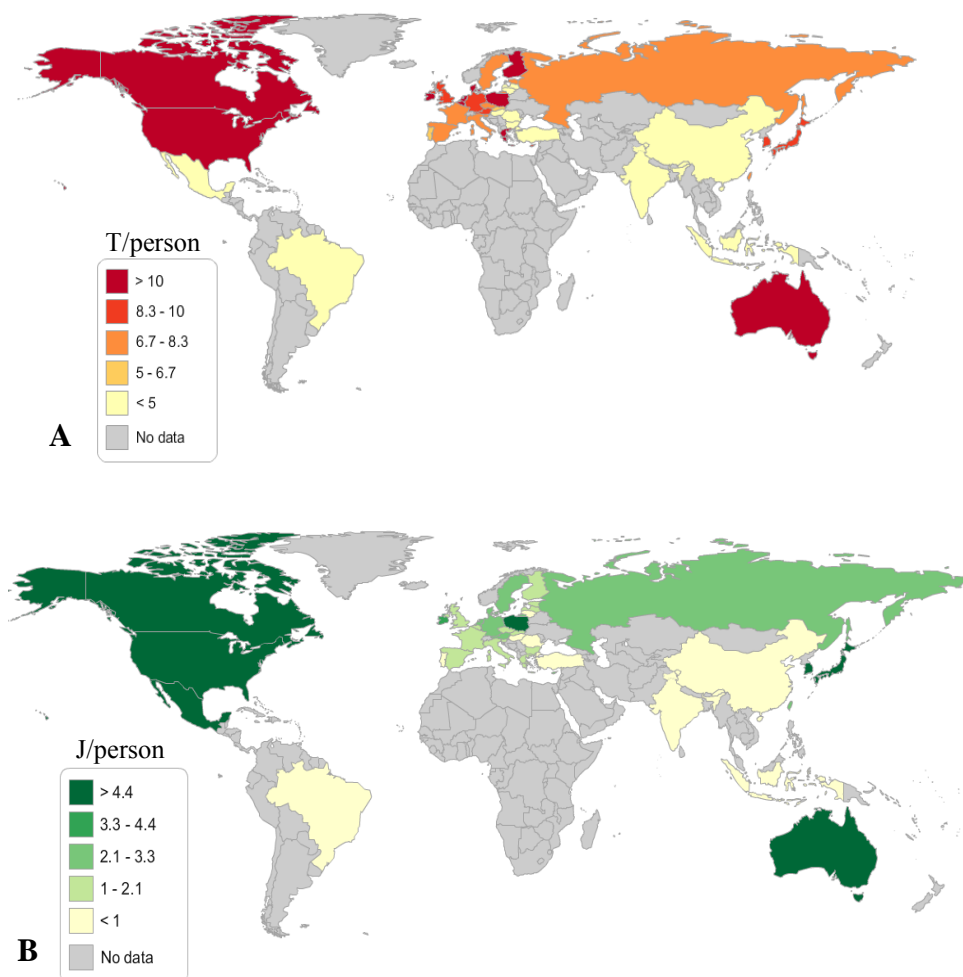 T/person
> 10
8.3 - 10
6.7 - 8.3
5 - 6.7
< 5
No data
A
J/person
> 4.4
3.3 - 4.4
2.1 - 3.3
1 - 2.1
< 1
No data
B